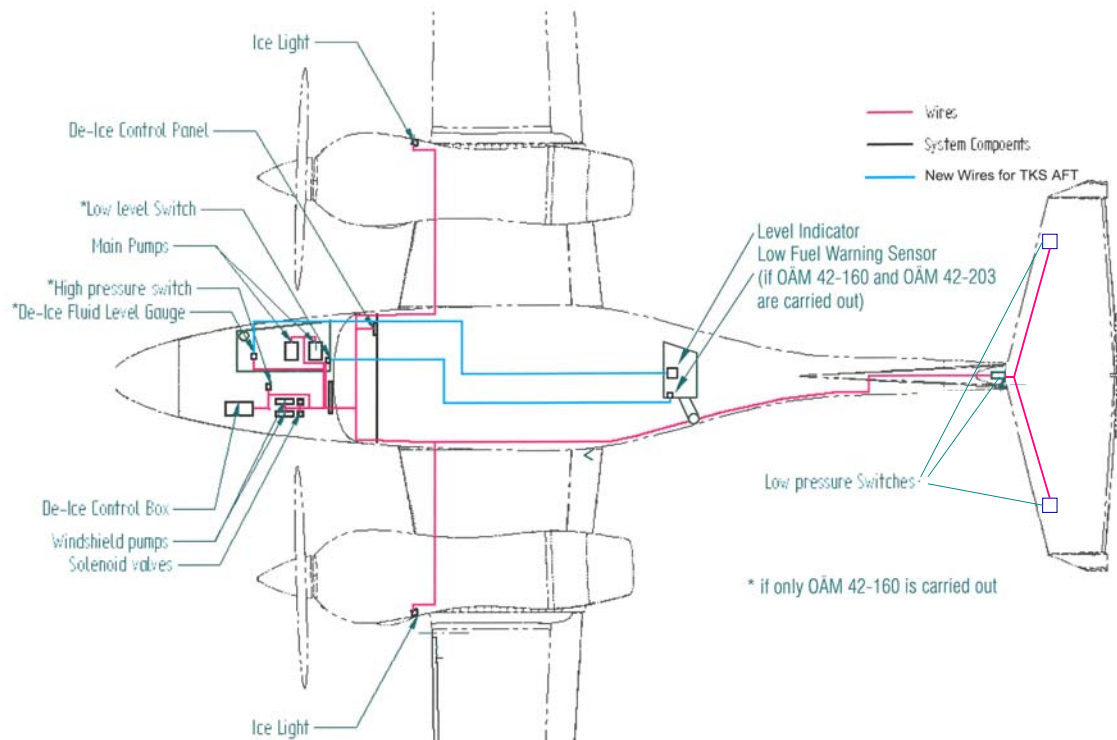 Ice Light
De-Ice Control Panel
*Low level Switch
Main Pumps
*High pressure switch
*De-Ice Fluid Level Gauge
De-Ice Control Box
Windshield pumps
Solenoid valves
Ice Light
Wires
System Compoents
New Wires for TKS AFT
Level Indicator
Low Fuel Warning Sensor
(if OÄM 42-160 and OÄM 42-203
are carried out)
Low pressure Switches
* if only OÄM 42-160 is carried out